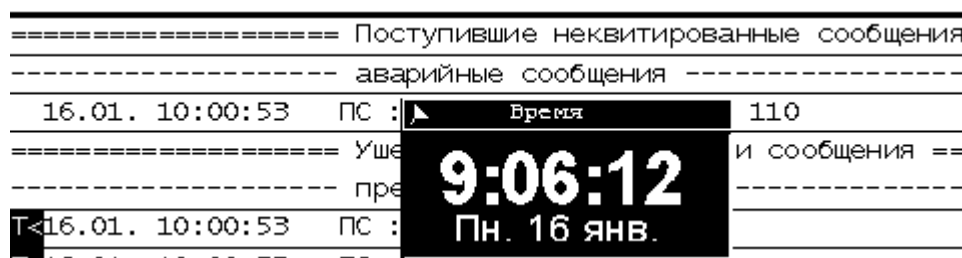 ==================== Поступившие неквитированные сообщения
-------------------- аварийные сообщения ----------------
16.01. 10:00:53 ПС : 110
Время
==================== Уше и сообщения ==
9:06:12
-------------------- пре --------------
T<16.01. 10:00:53 ПС :
Пн. 16 янв.